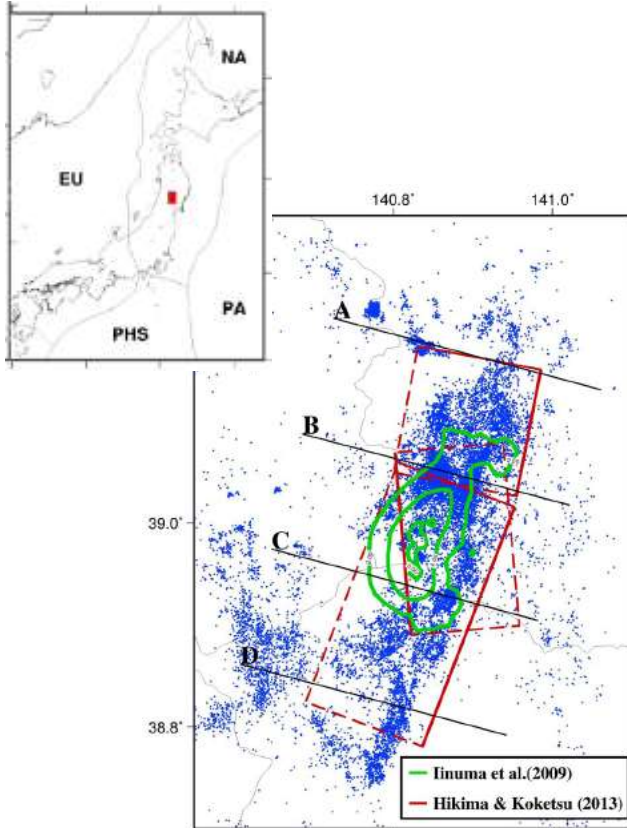 NA
EU
PA
PHS
140.8°
141.0°
A
B
39.0°
C
D
38.8°
Iinuma et al.(2009)
Hikima & Koketsu (2013)